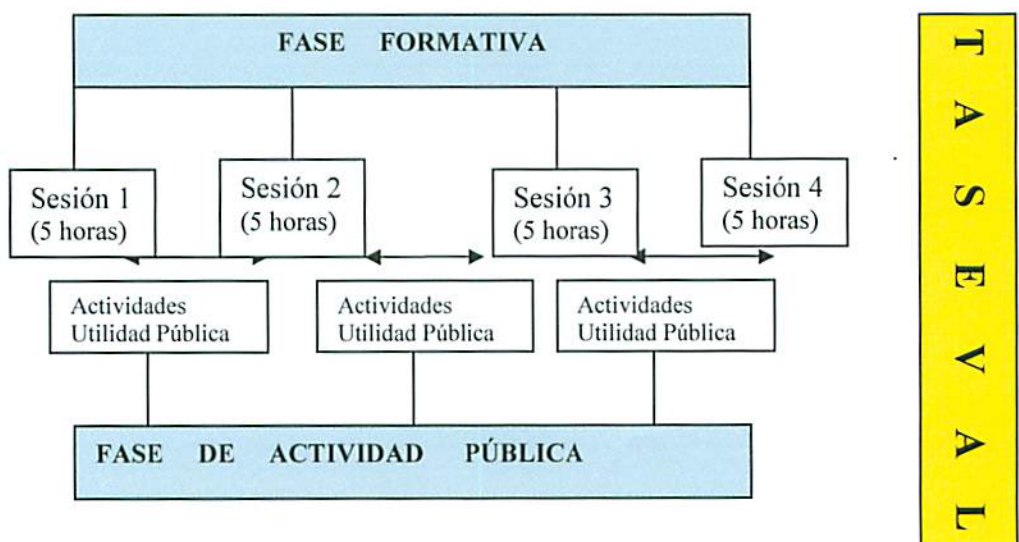 FASE FORMATIVA
Sesión 1
(5 horas)
Sesión 2
(5 horas)
Sesión 3
(5 horas)
Sesión 4
(5 horas)
Actividades
Utilidad Pública
Actividades
Utilidad Pública
Actividades
Utilidad Pública
FASE DE ACTIVIDAD PÚBLICA
TASEVAL